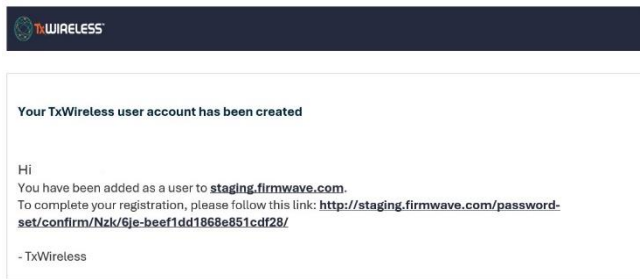 TxWIRELESS
Your TxWireless user account has been created
Hi
You have been added as a user to staging.firmwave.com.
To complete your registration, please follow this link: http://staging.firmwave.com/password-
set/confirm/Nzk/6je-beef1dd1868e851cdf28/
- TxWireless